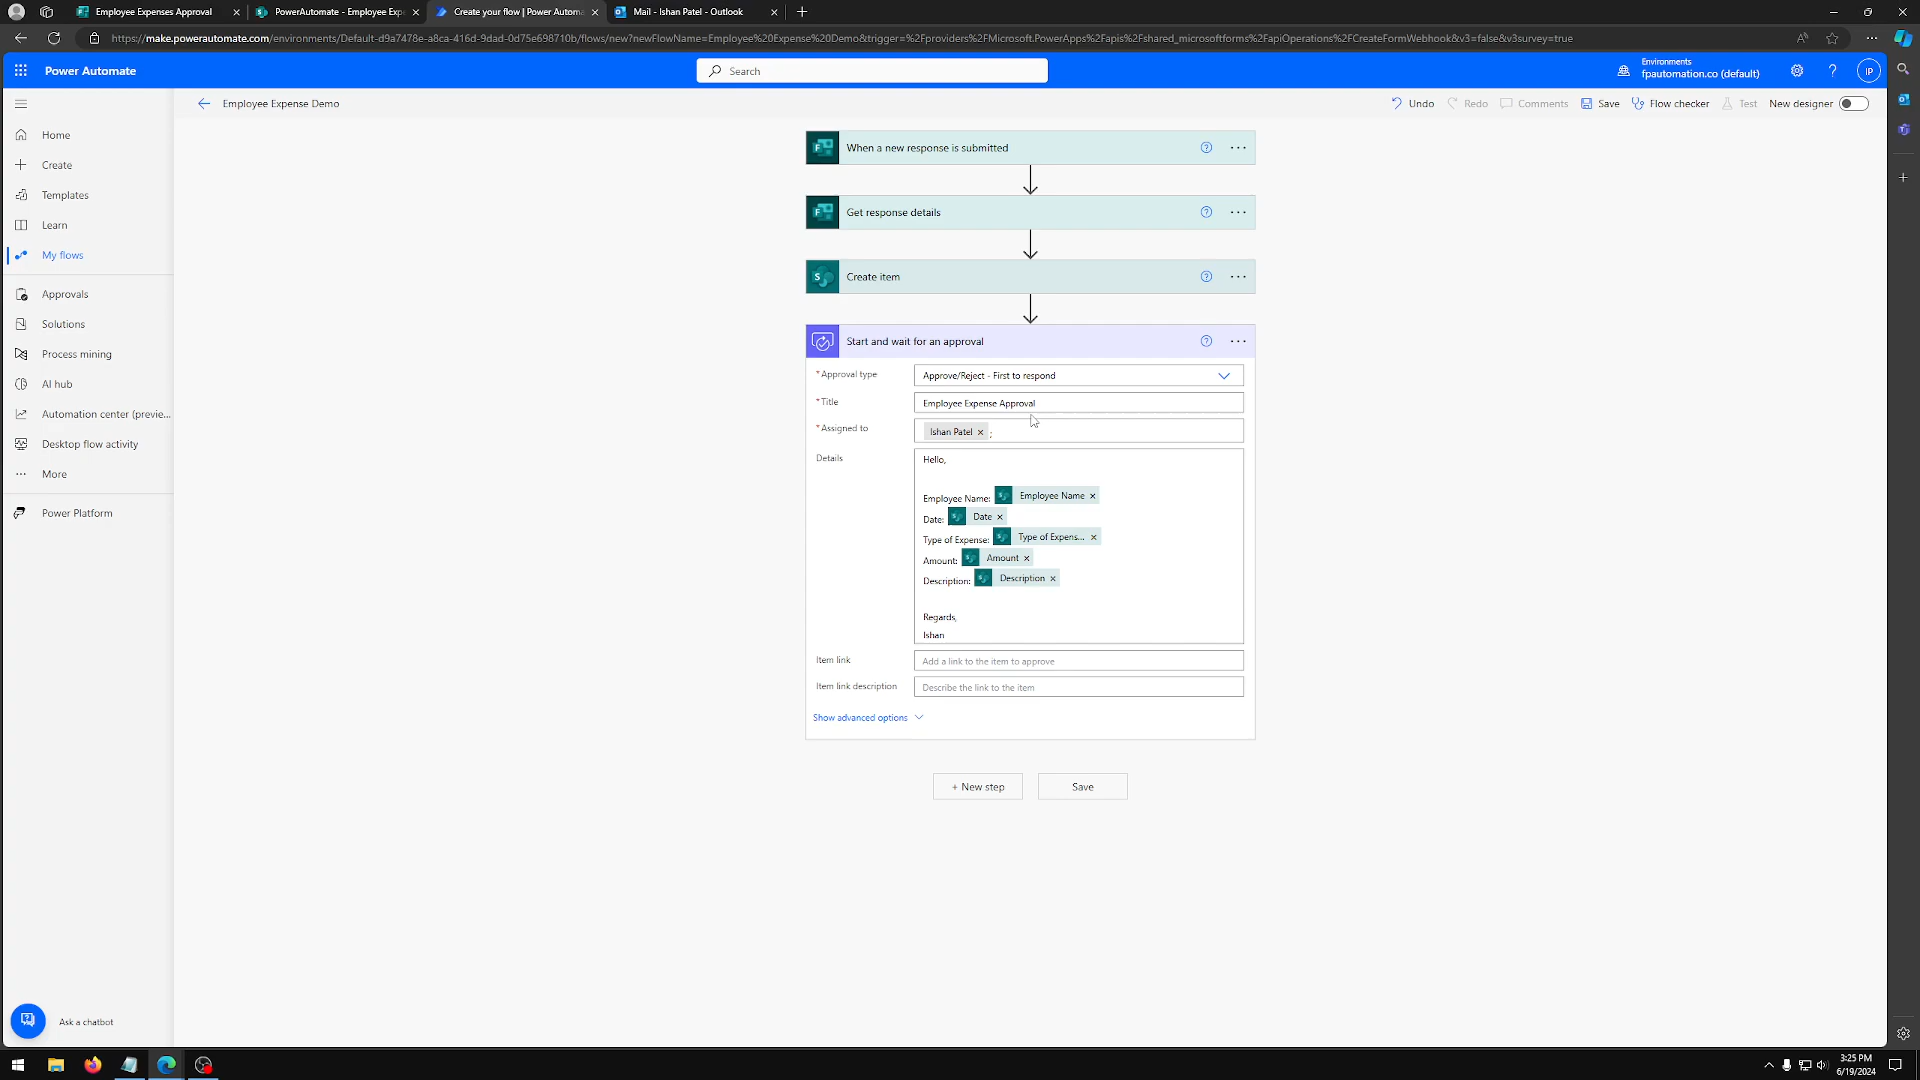 Employee Expenses Approval
PowerAutomate - Employee Exp
Create your flow | Power Automa
Mail - Ishan Patel - Outlook
https://make.powerautomate.com/environments/Default-d9a7478e-a8ca-416d-9dad-0d75e698710b/flows/new?newFlowName=Employee%20Expense%20Demo&trigger=%2Fproviders%2FMicrosoft.PowerApps%2Fapis%2Fshared_microsoftforms%2FapiOperations%2FCreateFormWebhook&v3=false&v3survey=true
Power Automate
Search
Environments
fpautomation.co (default)
IP
Employee Expense Demo
Undo
Redo
Comments
Save
Flow checker
Test
New designer
Home
Create
Templates
Learn
My flows
Approvals
Solutions
Process mining
AI hub
Automation center (previe...
Desktop flow activity
More
Power Platform
When a new response is submitted
Get response details
Create item
Start and wait for an approval
*Approval type
Approve/Reject - First to respond
*Title
Employee Expense Approval
*Assigned to
Ishan Patel ;
Details
Hello,
Employee Name: Employee Name
Date: Date
Type of Expense: Type of Expens...
Amount: Amount
Description: Description
Regards,
Ishan
Item link
Add a link to the item to approve
Item link description
Describe the link to the item
Show advanced options
+ New step
Save
Ask a chatbot
3:25 PM
6/19/2024